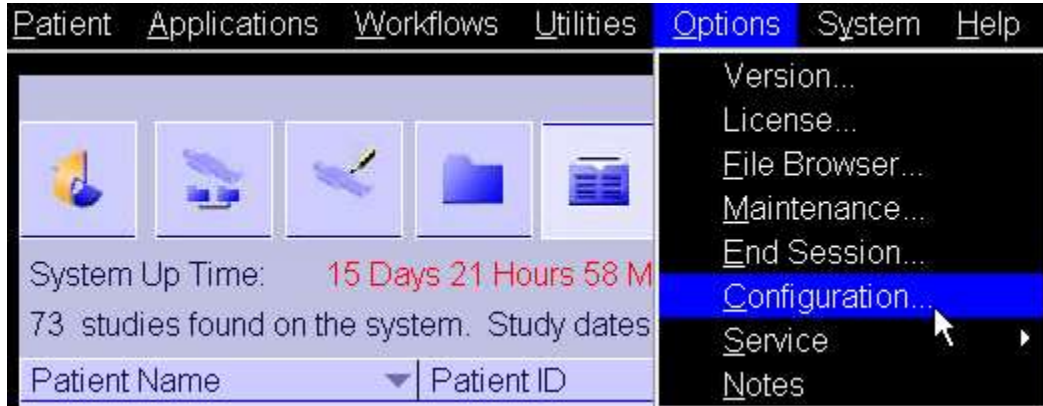 Patient Applications Workflows Utilities Options System Help
Version...
License...
File Browser...
Maintenance...
End Session...
Configuration...
Service
Notes
System Up Time: 15 Days 21 Hours 58 M
73 studies found on the system. Study dates
Patient Name Patient ID